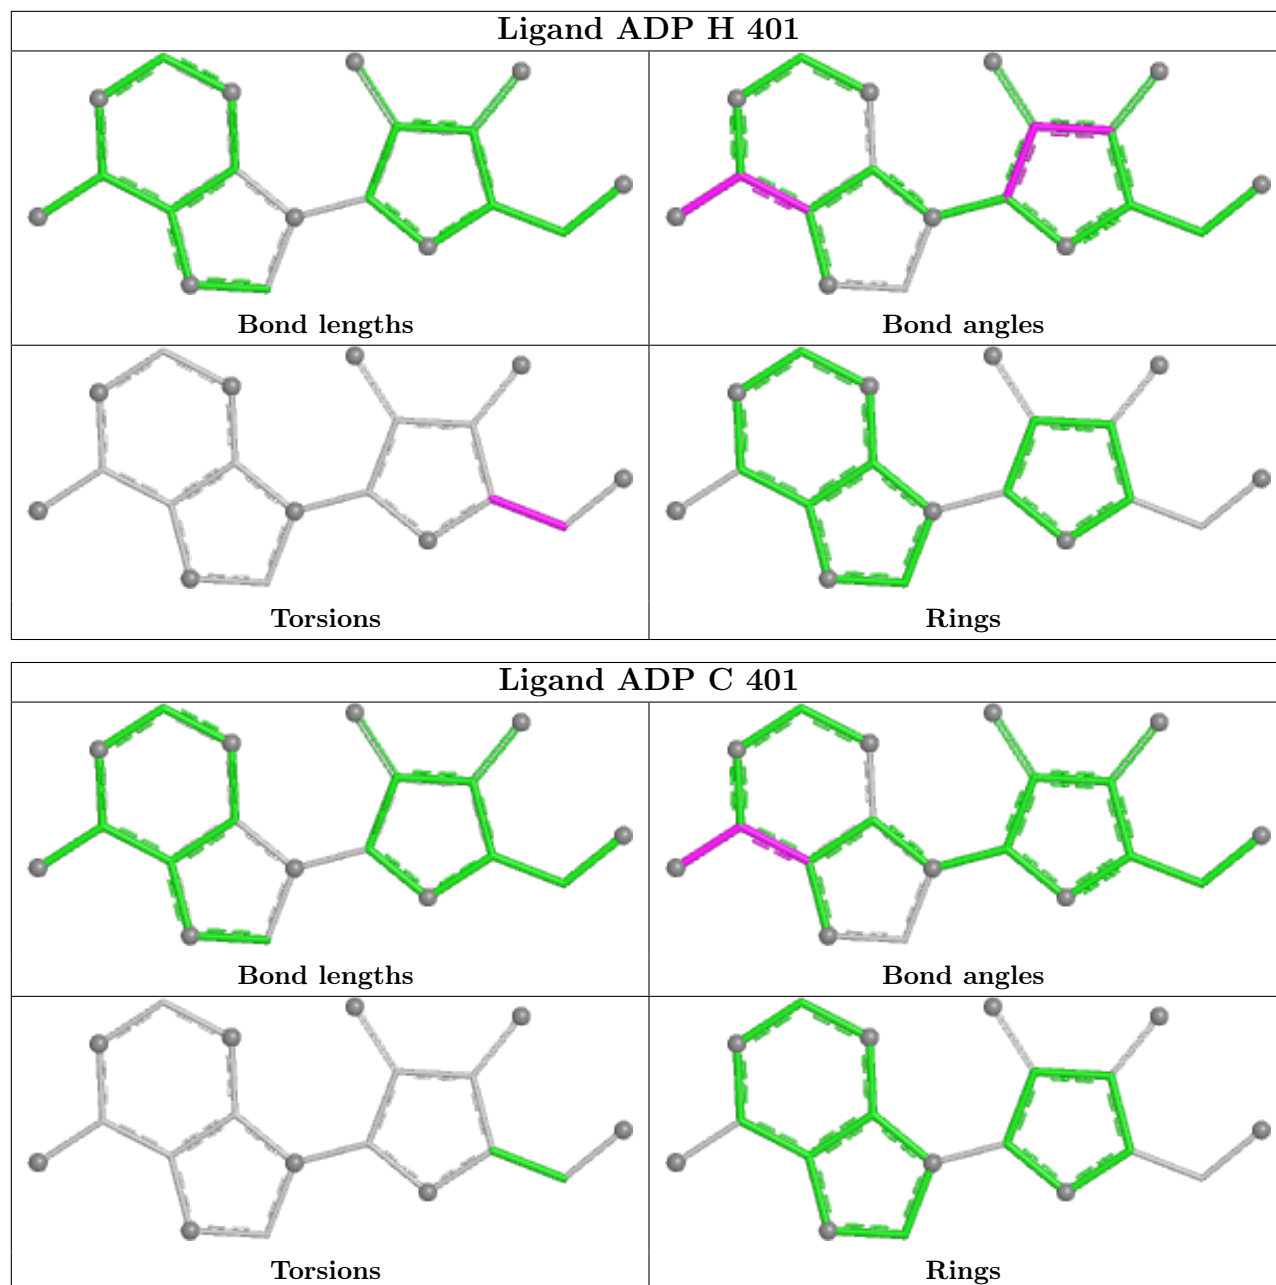 Ligand ADP H 401
Bond lengths
Bond angles
Torsions
Rings
Ligand ADP C 401
Bond lengths
Bond angles
Torsions
Rings